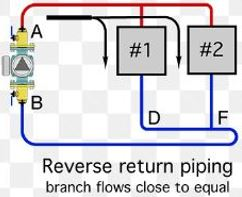 A
#1
#2
B
D
F
Reverse return piping
branch flows close to equal